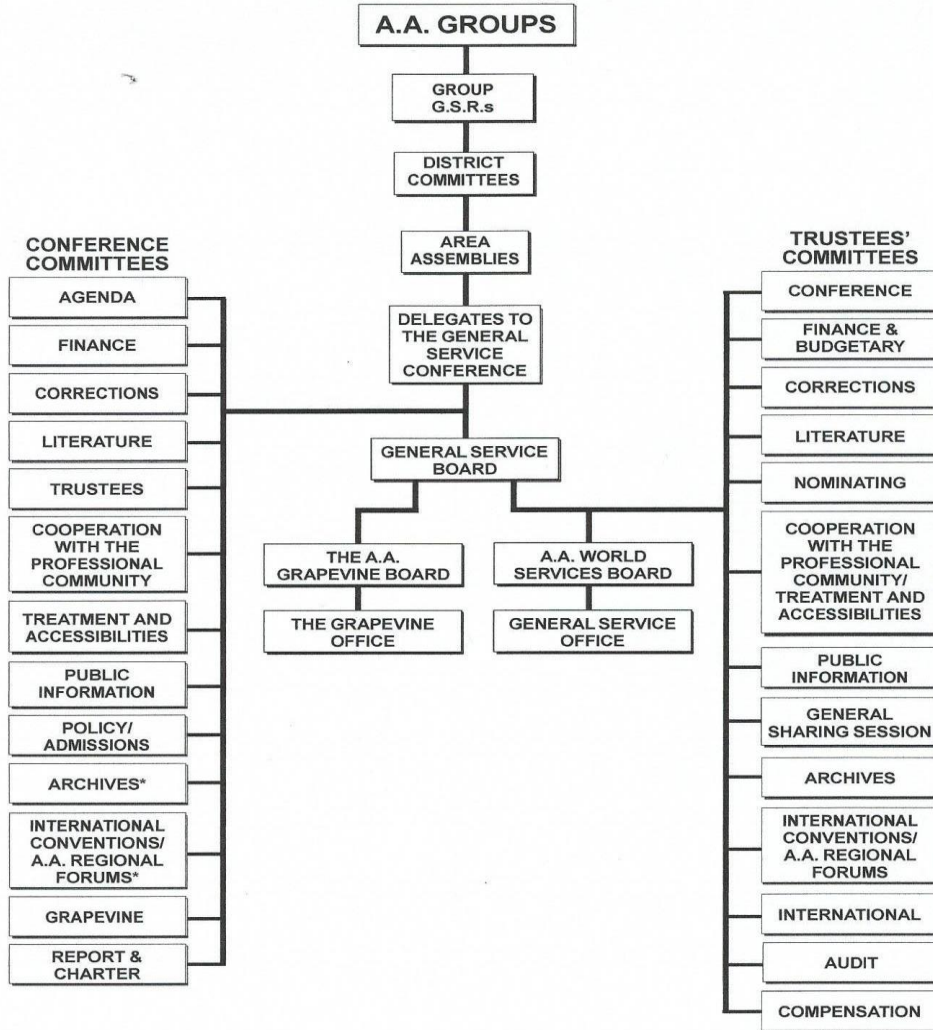 A.A. GROUPS
GROUP
G.S.R.s
DISTRICT
COMMITTEES
AREA
ASSEMBLIES
DELEGATES TO
THE GENERAL
SERVICE
CONFERENCE
GENERAL SERVICE
BOARD
THE A.A.
GRAPEVINE BOARD
THE GRAPEVINE
OFFICE
A.A. WORLD
SERVICES BOARD
GENERAL SERVICE
OFFICE
CONFERENCE
COMMITTEES
AGENDA
FINANCE
CORRECTIONS
LITERATURE
TRUSTEES
COOPERATION
WITH THE
PROFESSIONAL
COMMUNITY
TREATMENT AND
ACCESSIBILITIES
PUBLIC
INFORMATION
POLICY/
ADMISSIONS
ARCHIVES*
INTERNATIONAL
CONVENTIONS/
A.A. REGIONAL
FORUMS*
GRAPEVINE
REPORT &
CHARTER
TRUSTEES'
COMMITTEES
CONFERENCE
FINANCE &
BUDGETARY
CORRECTIONS
LITERATURE
NOMINATING
COOPERATION
WITH THE
PROFESSIONAL
COMMUNITY/
TREATMENT AND
ACCESSIBILITIES
PUBLIC
INFORMATION
GENERAL
SHARING SESSION
ARCHIVES
INTERNATIONAL
CONVENTIONS/
A.A. REGIONAL
FORUMS
INTERNATIONAL
AUDIT
COMPENSATION